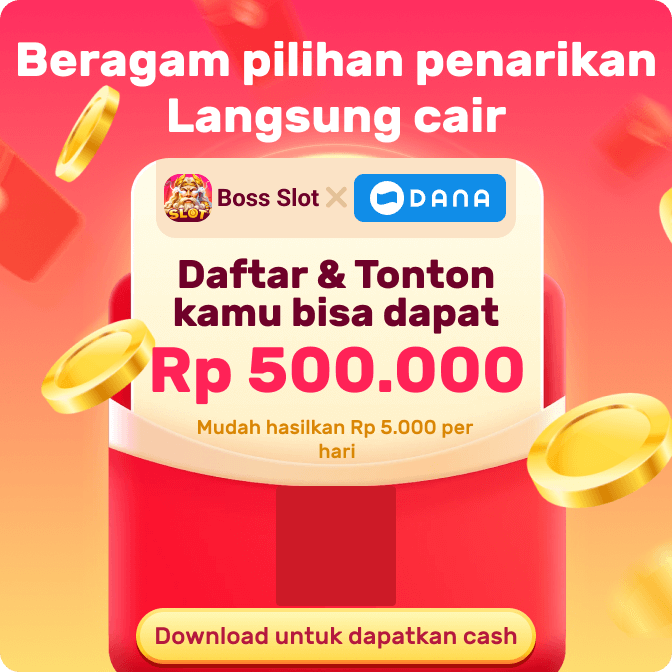 Beragam pilihan penarikan
Langsung cair
SLOT
Boss Slot × DANA
Daftar & Tonton
kamu bisa dapat
Rp 500.000
Mudah hasilkan Rp 5.000 per
hari
Download untuk dapatkan cash